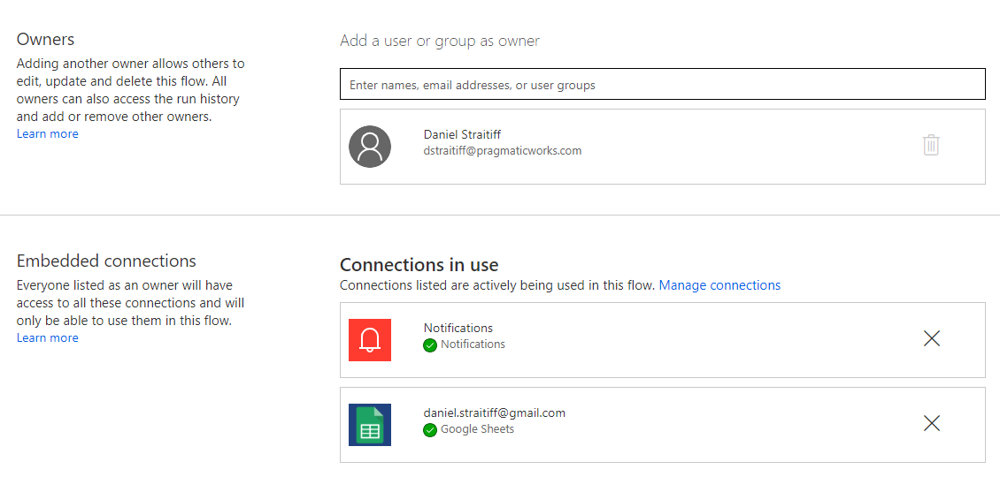 Owners
Adding another owner allows others to
edit, update and delete this flow. All
owners can also access the run history
and add or remove other owners.
Learn more
Add a user or group as owner
Enter names, email addresses, or user groups
Daniel Straitiff
dstraitiff@pragmaticworks.com
Embedded connections
Everyone listed as an owner will have
access to all these connections and will
only be able to use them in this flow.
Learn more
Connections in use
Connections listed are actively being used in this flow. Manage connections
Notifications
Notifications
daniel.straitiff@gmail.com
Google Sheets